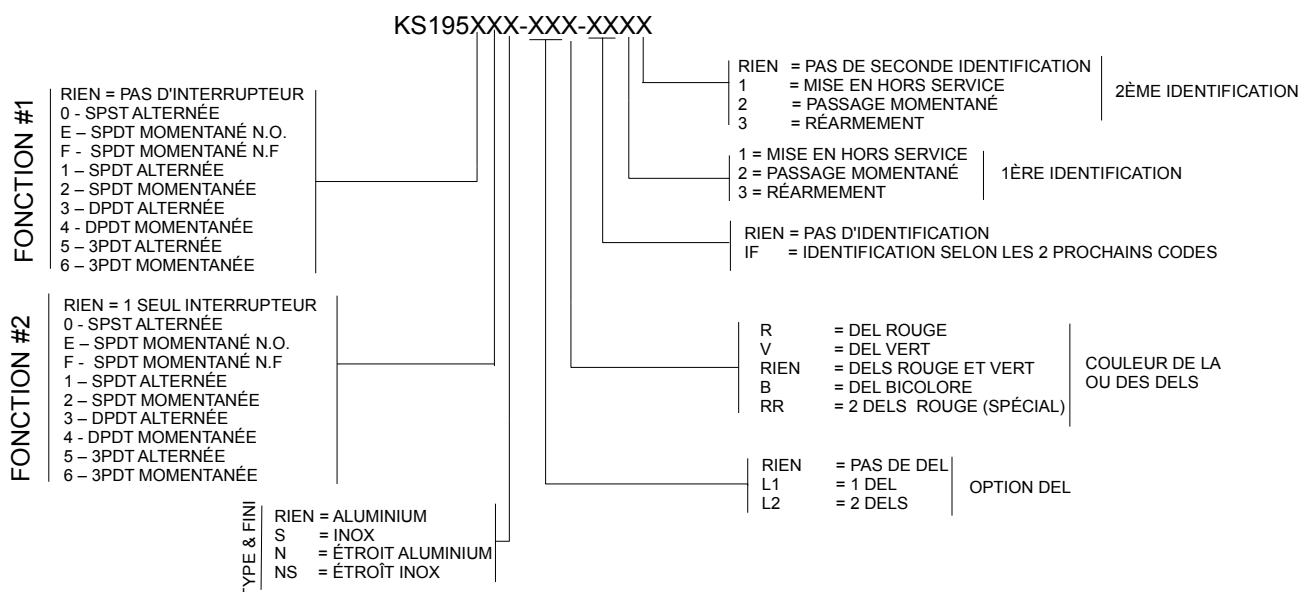 KS195XXX-XXX-XXXX
FONCTION #1
RIEN = PAS D'INTERRUPTEUR
0 - SPST ALTERNÉE
E – SPDT MOMENTANÉ N.O.
F - SPDT MOMENTANÉ N.F
1 – SPDT ALTERNÉE
2 – SPDT MOMENTANÉE
3 – DPDT ALTERNÉE
4 - DPDT MOMENTANÉE
5 – 3PDT ALTERNÉE
6 – 3PDT MOMENTANÉE
FONCTION #2
RIEN = 1 SEUL INTERRUPTEUR
0 - SPST ALTERNÉE
E – SPDT MOMENTANÉ N.O.
F - SPDT MOMENTANÉ N.F
1 – SPDT ALTERNÉE
2 – SPDT MOMENTANÉE
3 – DPDT ALTERNÉE
4 - DPDT MOMENTANÉE
5 – 3PDT ALTERNÉE
6 – 3PDT MOMENTANÉE
TYPE & FINI
RIEN = ALUMINIUM
S = INOX
N = ÉTROIT ALUMINIUM
NS = ÉTROÎT INOX
RIEN = PAS DE SECONDE IDENTIFICATION
1 = MISE EN HORS SERVICE
2 = PASSAGE MOMENTANÉ
3 = RÉARMEMENT
2ÈME IDENTIFICATION
1 = MISE EN HORS SERVICE
2 = PASSAGE MOMENTANÉ
3 = RÉARMEMENT
1ÈRE IDENTIFICATION
RIEN = PAS D'IDENTIFICATION
IF = IDENTIFICATION SELON LES 2 PROCHAINS CODES
R = DEL ROUGE
V = DEL VERT
RIEN = DELS ROUGE ET VERT
B = DEL BICOLORE
RR = 2 DELS ROUGE (SPÉCIAL)
COULEUR DE LA
OU DES DELS
RIEN = PAS DE DEL
L1 = 1 DEL
L2 = 2 DELS
OPTION DEL